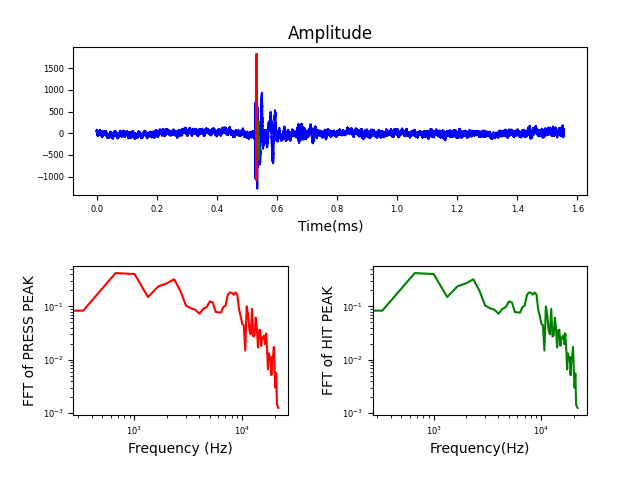 Amplitude
1500
1000
500
0
−500
−1000
0.0 0.2 0.4 0.6 0.8 1.0 1.2 1.4 1.6
Time(ms)
FFT of PRESS PEAK
10⁻¹
10⁻²
10⁻³
10³ 10⁴
Frequency (Hz)
FFT of HIT PEAK
10⁻¹
10⁻²
10⁻³
10³ 10⁴
Frequency(Hz)